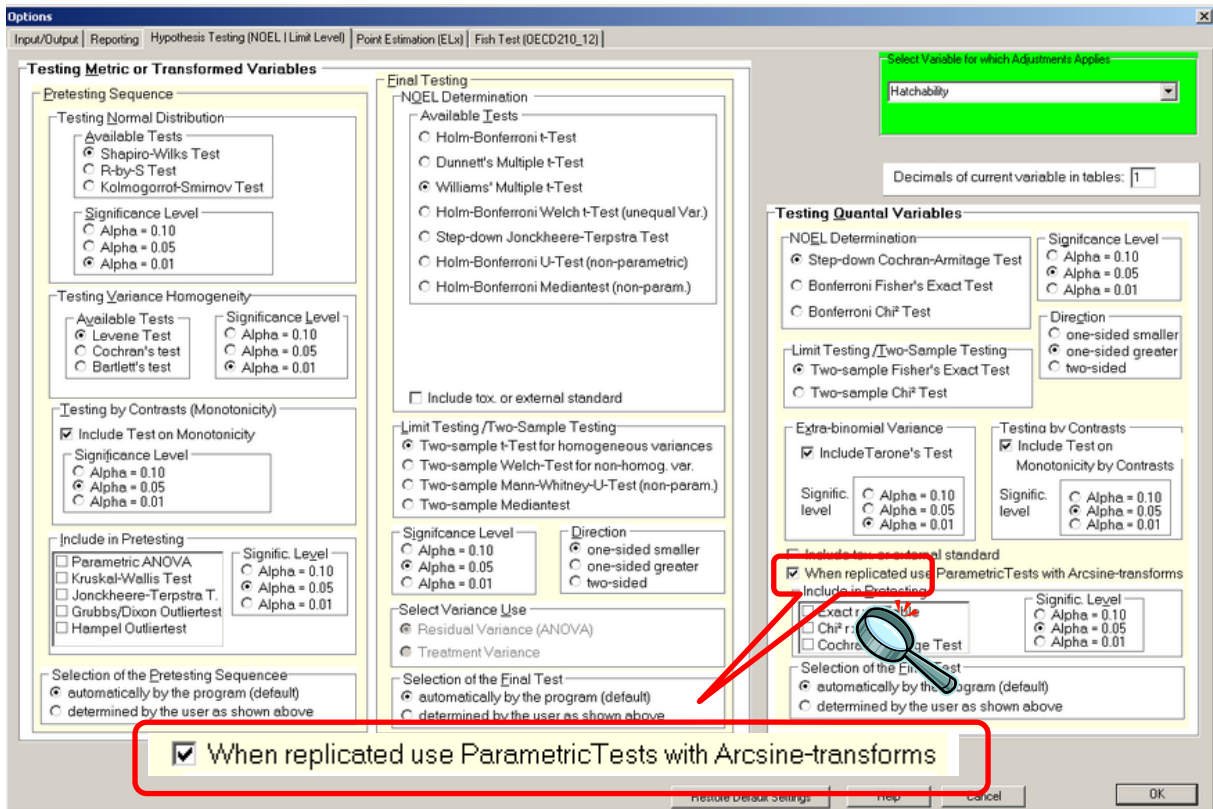 Options
Input/Output
Reporting
Hypothesis Testing (NOEL | Limit Level)
Point Estimation (ELx)
Fish Test (OECD210_12)
Testing Metric or Transformed Variables
Pretesting Sequence
Testing Normal Distribution
Available Tests
Shapiro-Wilks Test
R-by-S Test
Kolmogorrof-Smirnov Test
Significance Level
Alpha = 0.10
Alpha = 0.05
Alpha = 0.01
Testing Variance Homogeneity
Available Tests
Levene Test
Cochran's test
Bartlett's test
Significance Level
Alpha = 0.10
Alpha = 0.05
Alpha = 0.01
Testing by Contrasts (Monotonicity)
Include Test on Monotonicity
Significance Level
Alpha = 0.10
Alpha = 0.05
Alpha = 0.01
Include in Pretesting
Parametric ANOVA
Kruskal-Wallis Test
Jonckheere-Terpstra T.
Grubbs/Dixon Outliertest
Hampel Outliertest
Signific. Level
Alpha = 0.10
Alpha = 0.05
Alpha = 0.01
Selection of the Pretesting Sequencee
automatically by the program (default)
determined by the user as shown above
Final Testing
NOEL Determination
Available Tests
Holm-Bonferroni t-Test
Dunnett's Multiple t-Test
Williams' Multiple t-Test
Holm-Bonferroni Welch t-Test (unequal Var.)
Step-down Jonckheere-Terpstra Test
Holm-Bonferroni U-Test (non-parametric)
Holm-Bonferroni Mediantest (non-param.)
Include tox. or external standard
Limit Testing /Two-Sample Testing
Two-sample t-Test for homogeneous variances
Two-sample Welch-Test for non-homog. var.
Two-sample Mann-Whitney-U-Test (non-param.)
Two-sample Mediantest
Signifcance Level
Alpha = 0.10
Alpha = 0.05
Alpha = 0.01
Direction
one-sided smaller
one-sided greater
two-sided
Select Variance Use
Residual Variance (ANOVA)
Treatment Variance
Selection of the Final Test
automatically by the program (default)
determined by the user as shown above
Select Variable for which Adjustments Applies
Hatchability
Decimals of current variable in tables: 1
Testing Quantal Variables
NOEL Determination
Step-down Cochran-Armitage Test
Bonferroni Fisher's Exact Test
Bonferroni Chi² Test
Signifcance Level
Alpha = 0.10
Alpha = 0.05
Alpha = 0.01
Direction
one-sided smaller
one-sided greater
two-sided
Limit Testing /Two-Sample Testing
Two-sample Fisher's Exact Test
Two-sample Chi² Test
Extra-binomial Variance
IncludeTarone's Test
Signific.
level
Alpha = 0.10
Alpha = 0.05
Alpha = 0.01
Testing by Contrasts
Include Test on
Monotonicity by Contrasts
Signific.
level
Alpha = 0.10
Alpha = 0.05
Alpha = 0.01
Include tox. or external standard
When replicated use ParametricTests with Arcsine-transforms
Include in Pretesting
Exact
Chi²
Test
Signific. Level
Alpha = 0.10
Alpha = 0.05
Alpha = 0.01
Selection of the Final Test
automatically by the program (default)
determined by the user as shown above
When replicated use ParametricTests with Arcsine-transforms
Restore Default Settings
Help
Cancel
OK